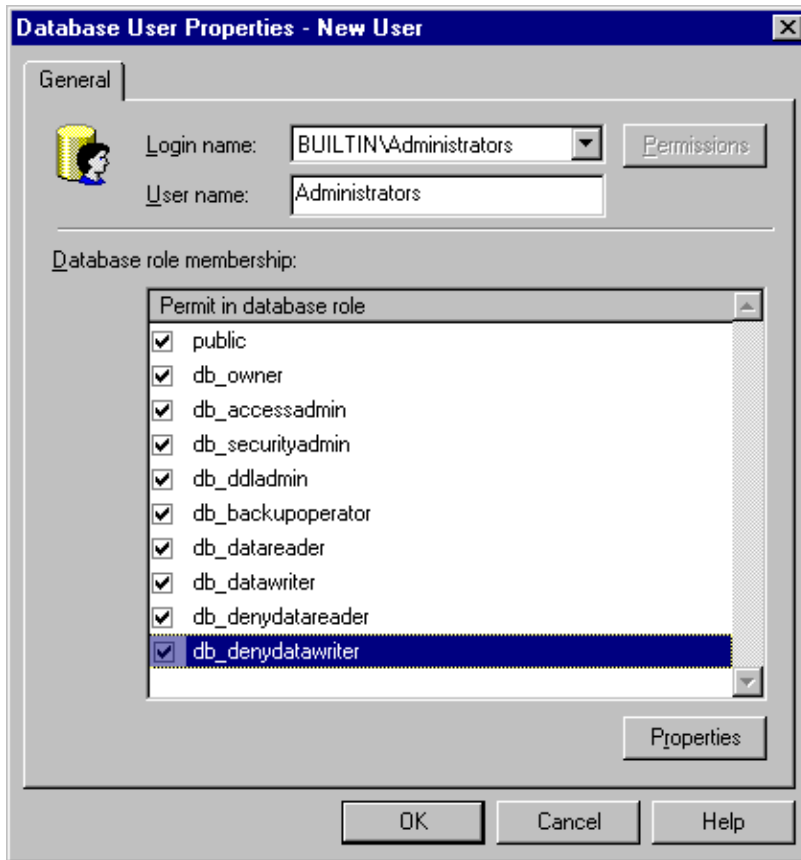 Database User Properties - New User
General
Login name: BUILTIN\Administrators Permissions
User name: Administrators
Database role membership:
Permit in database role
public
db_owner
db_accessadmin
db_securityadmin
db_ddladmin
db_backupoperator
db_datareader
db_datawriter
db_denydatareader
db_denydatawriter
Properties
OK Cancel Help